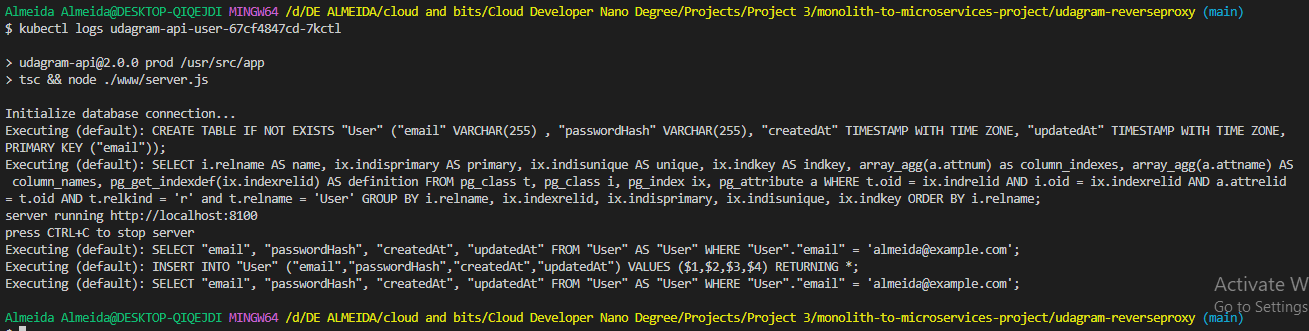 Almeida Almeida@DESKTOP-QIQEJDI MINGW64 /d/DE ALMEIDA/cloud and bits/Cloud Developer Nano Degree/Projects/Project 3/monolith-to-microservices-project/udagram-reverseproxy (main)
$ kubectl logs udagram-api-user-67cf4847cd-7kctl
> udagram-api@2.0.0 prod /usr/src/app
> tsc && node ./www/server.js
Initialize database connection...
Executing (default): CREATE TABLE IF NOT EXISTS "User" ("email" VARCHAR(255) , "passwordHash" VARCHAR(255), "createdAt" TIMESTAMP WITH TIME ZONE, "updatedAt" TIMESTAMP WITH TIME ZONE,
PRIMARY KEY ("email"));
Executing (default): SELECT i.relname AS name, ix.indisprimary AS primary, ix.indisunique AS unique, ix.indkey AS indkey, array_agg(a.attnum) as column_indexes, array_agg(a.attname) AS
column_names, pg_get_indexdef(ix.indexrelid) AS definition FROM pg_class t, pg_class i, pg_index ix, pg_attribute a WHERE t.oid = ix.indrelid AND i.oid = ix.indexrelid AND a.attrelid
= t.oid AND t.relkind = 'r' and t.relname = 'User' GROUP BY i.relname, ix.indexrelid, ix.indisprimary, ix.indisunique, ix.indkey ORDER BY i.relname;
server running http://localhost:8100
press CTRL+C to stop server
Executing (default): SELECT "email", "passwordHash", "createdAt", "updatedAt" FROM "User" AS "User" WHERE "User"."email" = 'almeida@example.com';
Executing (default): INSERT INTO "User" ("email","passwordHash","createdAt","updatedAt") VALUES ($1,$2,$3,$4) RETURNING *;
Executing (default): SELECT "email", "passwordHash", "createdAt", "updatedAt" FROM "User" AS "User" WHERE "User"."email" = 'almeida@example.com';
Activate W
Go to Settings
Almeida Almeida@DESKTOP-QIQEJDI MINGW64 /d/DE ALMEIDA/cloud and bits/Cloud Developer Nano Degree/Projects/Project 3/monolith-to-microservices-project/udagram-reverseproxy (main)